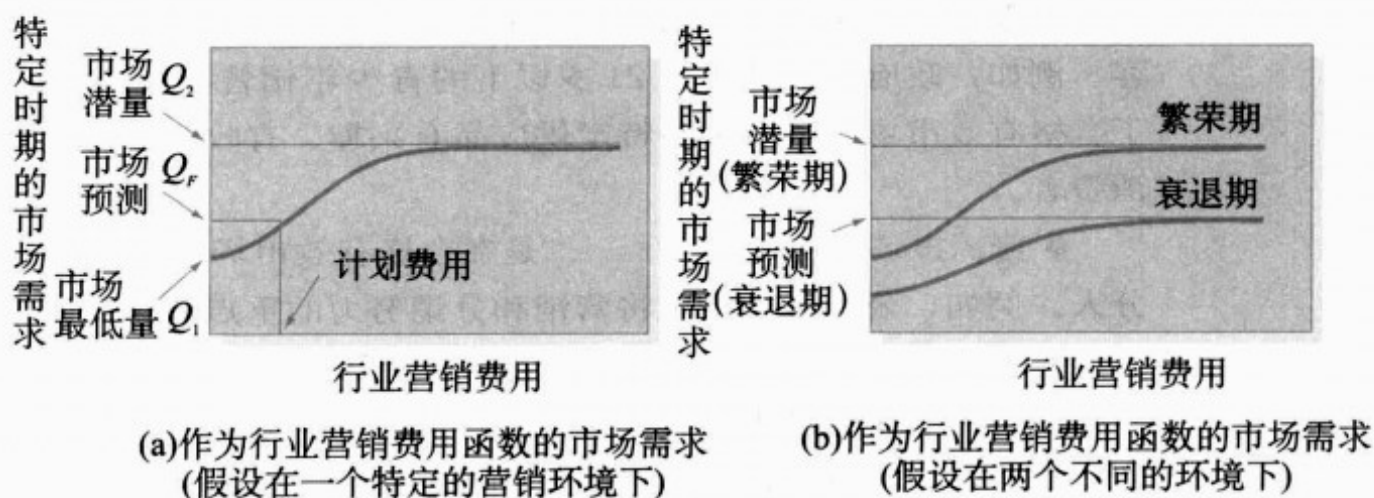 特定时期的市场需求
市场
潜量 Q₂
市场
预测 Q_F
市场
最低量 Q₁
计划费用
行业营销费用
(a)作为行业营销费用函数的市场需求
(假设在一个特定的营销环境下)
特定时期的市场需求
市场
潜量
(繁荣期)
市场
预测
(衰退期)
繁荣期
衰退期
行业营销费用
(b)作为行业营销费用函数的市场需求
(假设在两个不同的环境下)